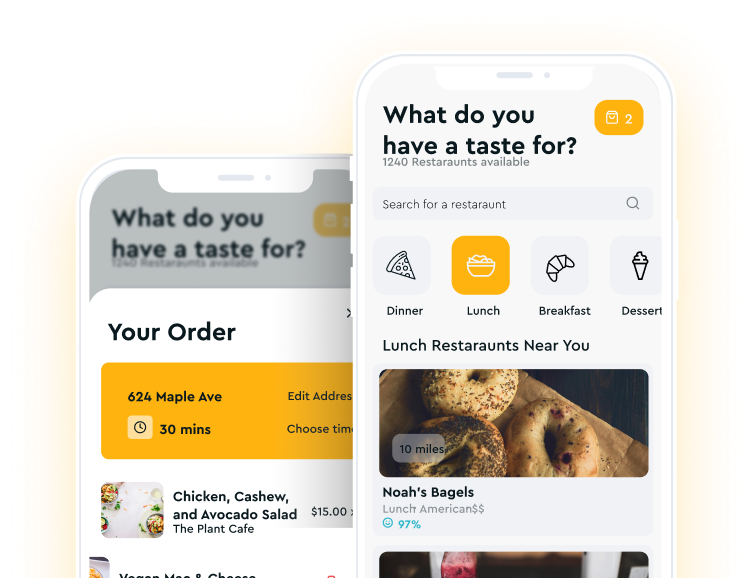 What do you
have a taste for?
1240 Restaraunts available
2
Search for a restaraunt
Dinner
Lunch
Breakfast
Dessert
Lunch Restaraunts Near You
10 miles
Noah's Bagels
Lunch American$$
97%
What do you
have a taste for?
1240 Restaraunts available
Your Order
624 Maple Ave
Edit Addres
30 mins
Choose time
Chicken, Cashew,
and Avocado Salad
The Plant Cafe
$15.00
Vegan Mac & Cheese